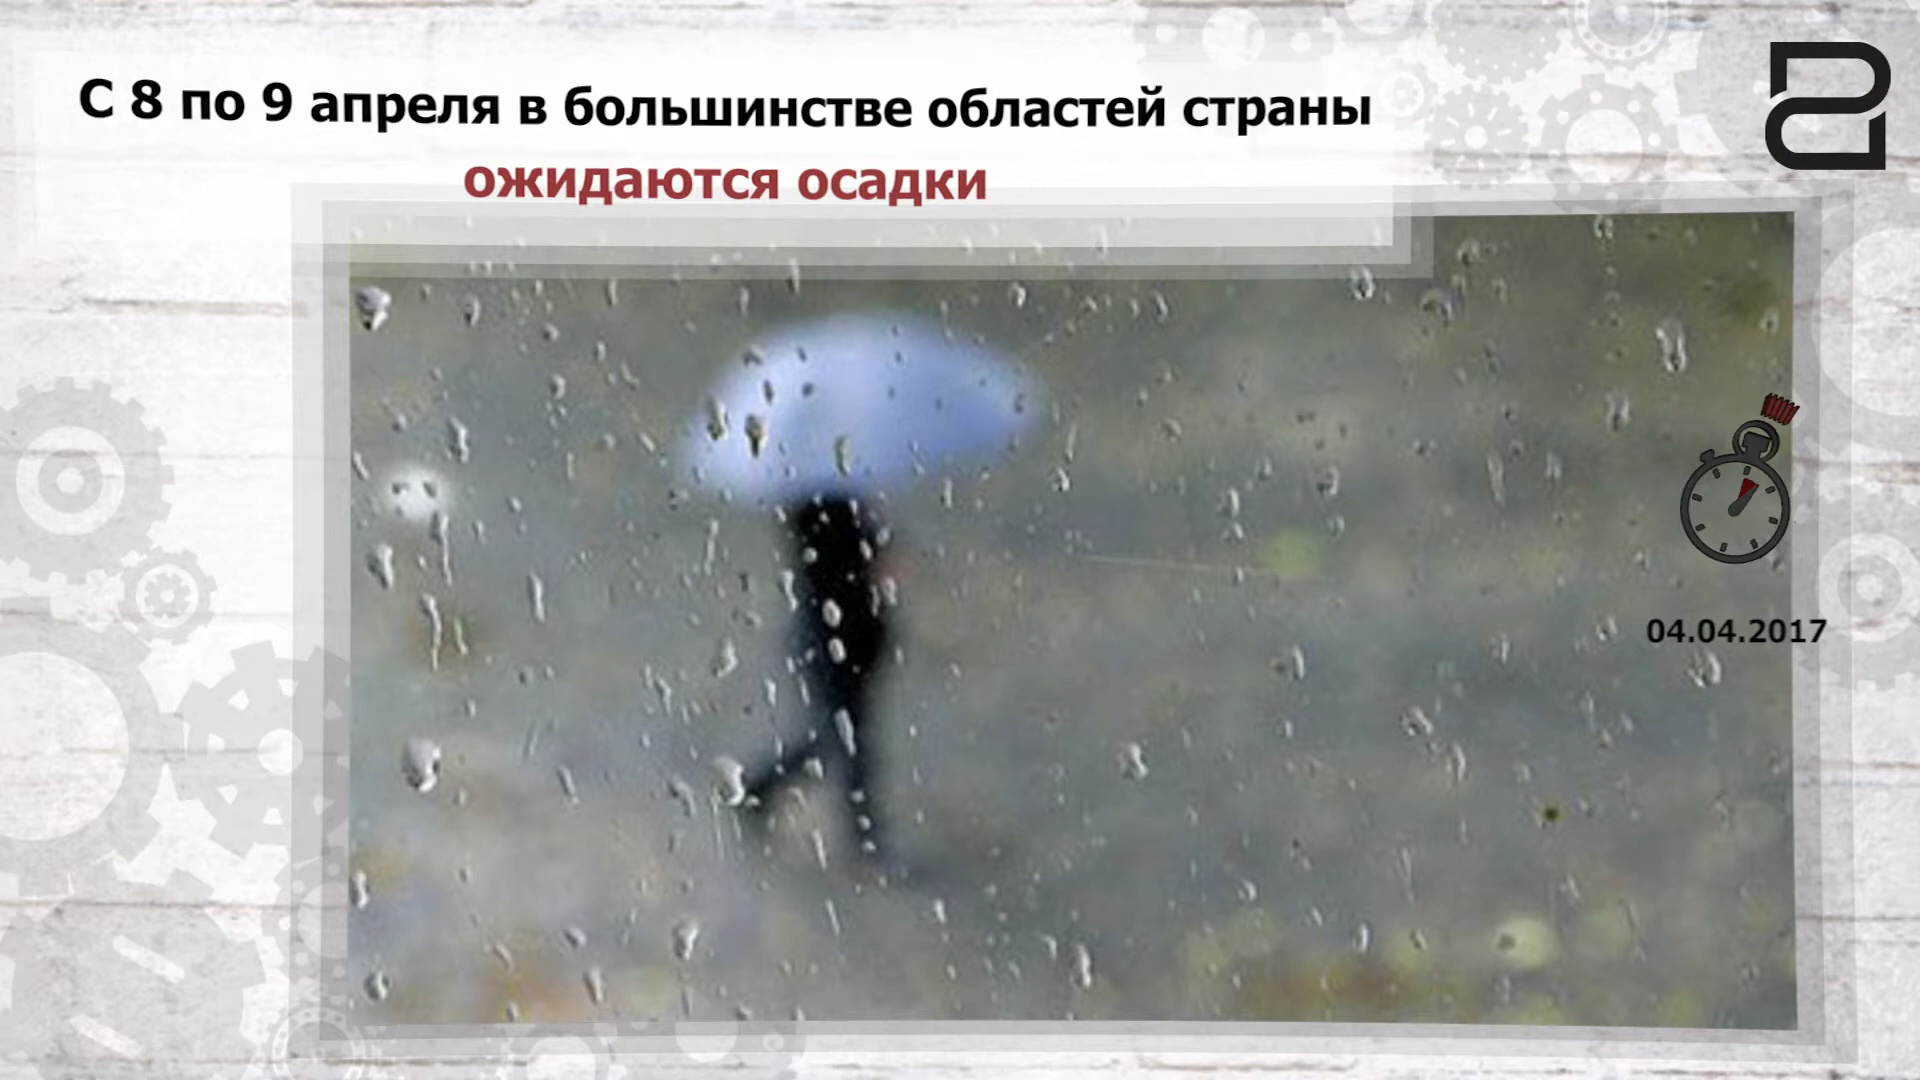 С 8 по 9 апреля в большинстве областей страны
ожидаются осадки
04.04.2017